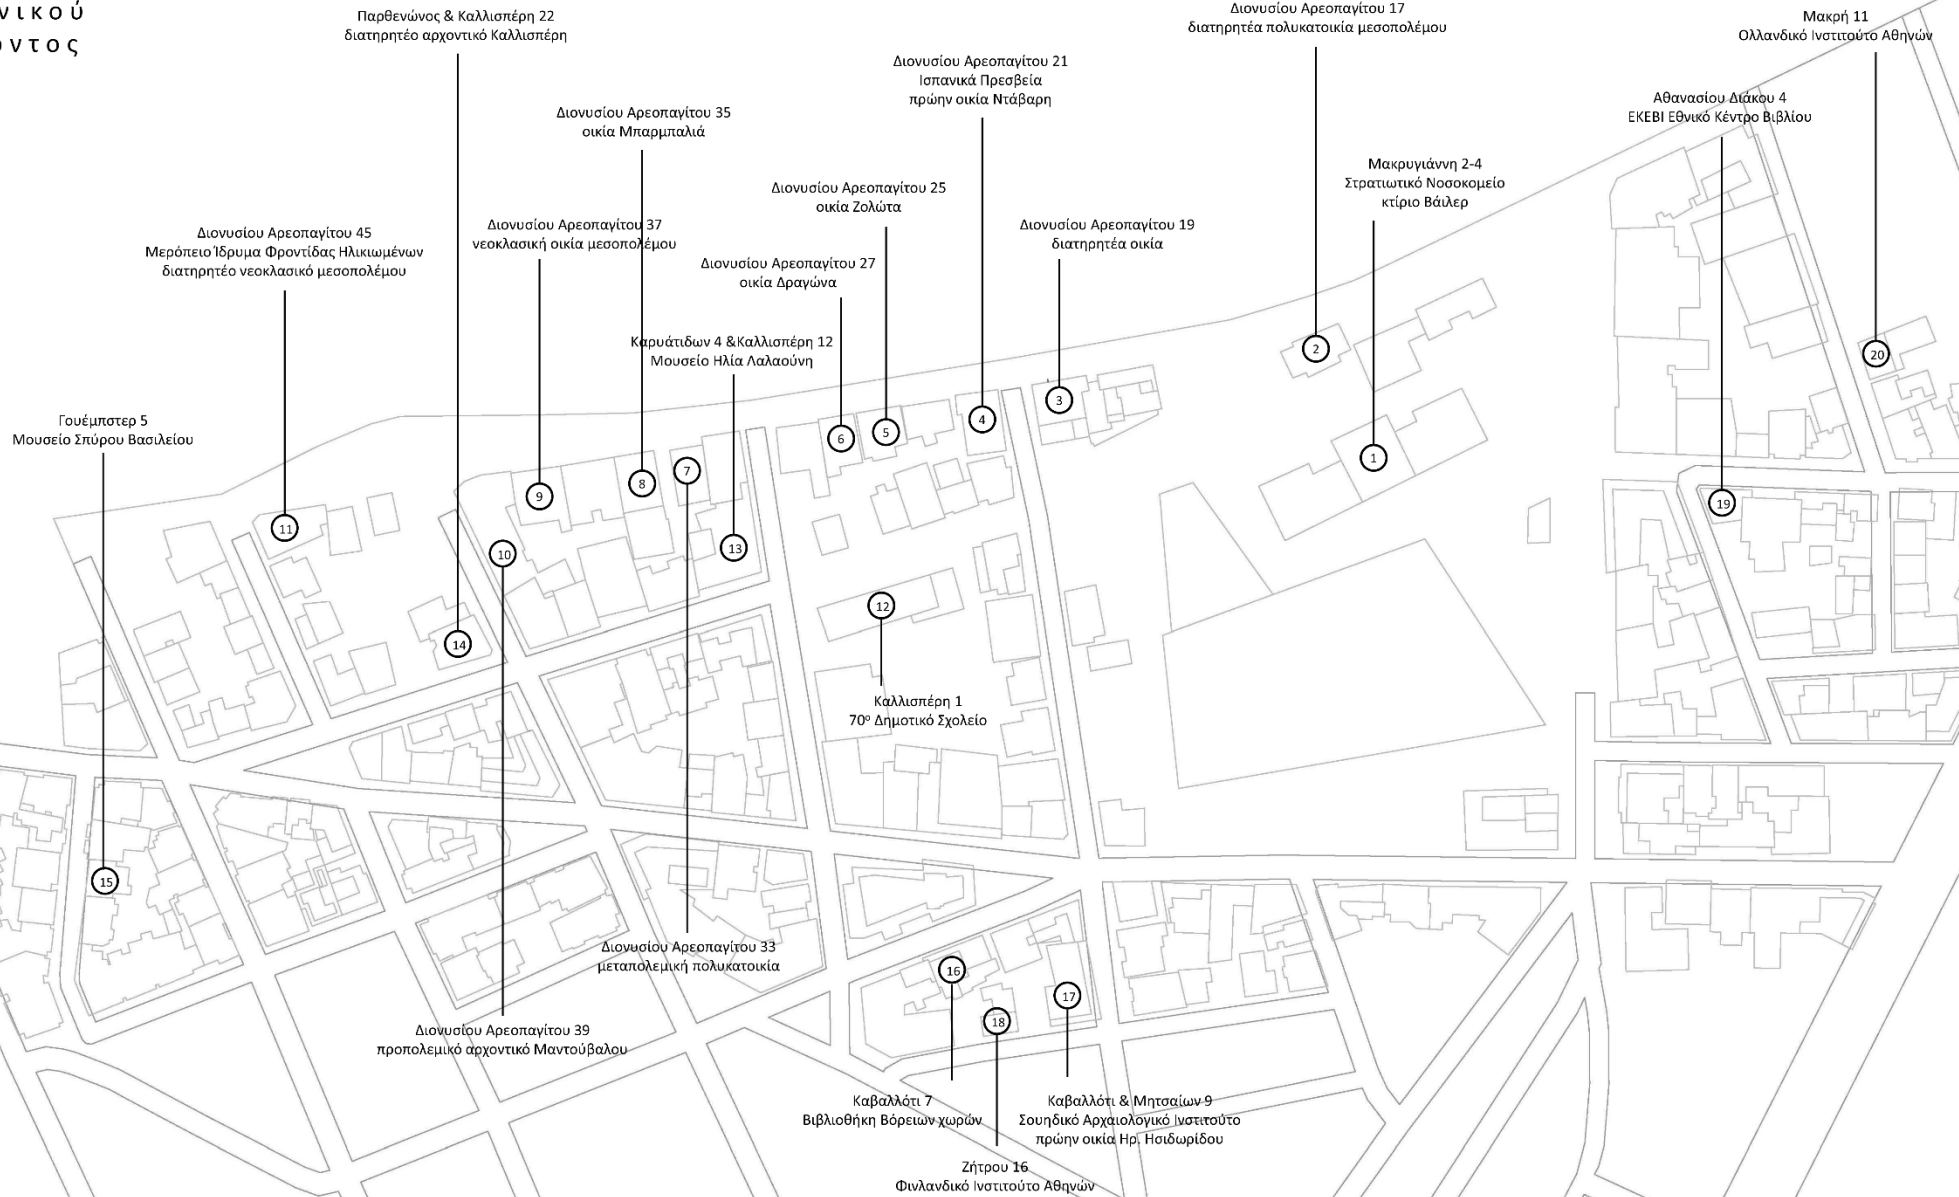 νικού
οντος
Παρθενώνος & Καλλισπέρη 22
διατηρητέο αρχοντικό Καλλισπέρη
Διονυσίου Αρεοπαγίτου 17
διατηρητέα πολυκατοικία μεσοπολέμου
Μακρή 11
Ολλανδικό Ινστιτούτο Αθηνών
Διονυσίου Αρεοπαγίτου 21
Ισπανικά Πρεσβεία
πρώην οικία Ντάβαρη
Αθανασίου Διάκου 4
ΕΚΕΒΙ Εθνικό Κέντρο Βιβλίου
Διονυσίου Αρεοπαγίτου 35
οικία Μπαρμπαλιά
Μακρυγιάννη 2-4
Στρατιωτικό Νοσοκομείο
κτίριο Βάιλερ
Διονυσίου Αρεοπαγίτου 25
οικία Ζολώτα
Διονυσίου Αρεοπαγίτου 45
Μερόπειο Ίδρυμα Φροντίδας Ηλικιωμένων
διατηρητέο νεοκλασικό μεσοπολέμου
Διονυσίου Αρεοπαγίτου 37
νεοκλασική οικία μεσοπολέμου
Διονυσίου Αρεοπαγίτου 19
διατηρητέα οικία
Διονυσίου Αρεοπαγίτου 27
οικία Δραγώνα
Καρυάτιδων 4 &Καλλισπέρη 12
Μουσείο Ηλία Λαλαούνη
Γουέμπστερ 5
Μουσείο Σπύρου Βασιλείου
2
20
3
4
5
6
1
7
8
9
19
11
13
10
12
14
Καλλισπέρη 1
70ο Δημοτικό Σχολείο
15
Διονυσίου Αρεοπαγίτου 33
μεταπολεμική πολυκατοικία
16
17
18
Διονυσίου Αρεοπαγίτου 39
προπολεμικό αρχοντικό Μαντούβαλου
Καβαλλότι 7
Βιβλιοθήκη Βόρειων χωρών
Καβαλλότι & Μητσαίων 9
Σουηδικό Αρχαιολογικό Ινστιτούτο
πρώην οικία Ηρ. Ησιδωρίδου
Ζήτρου 16
Φινλανδικό Ινστιτούτο Αθηνών